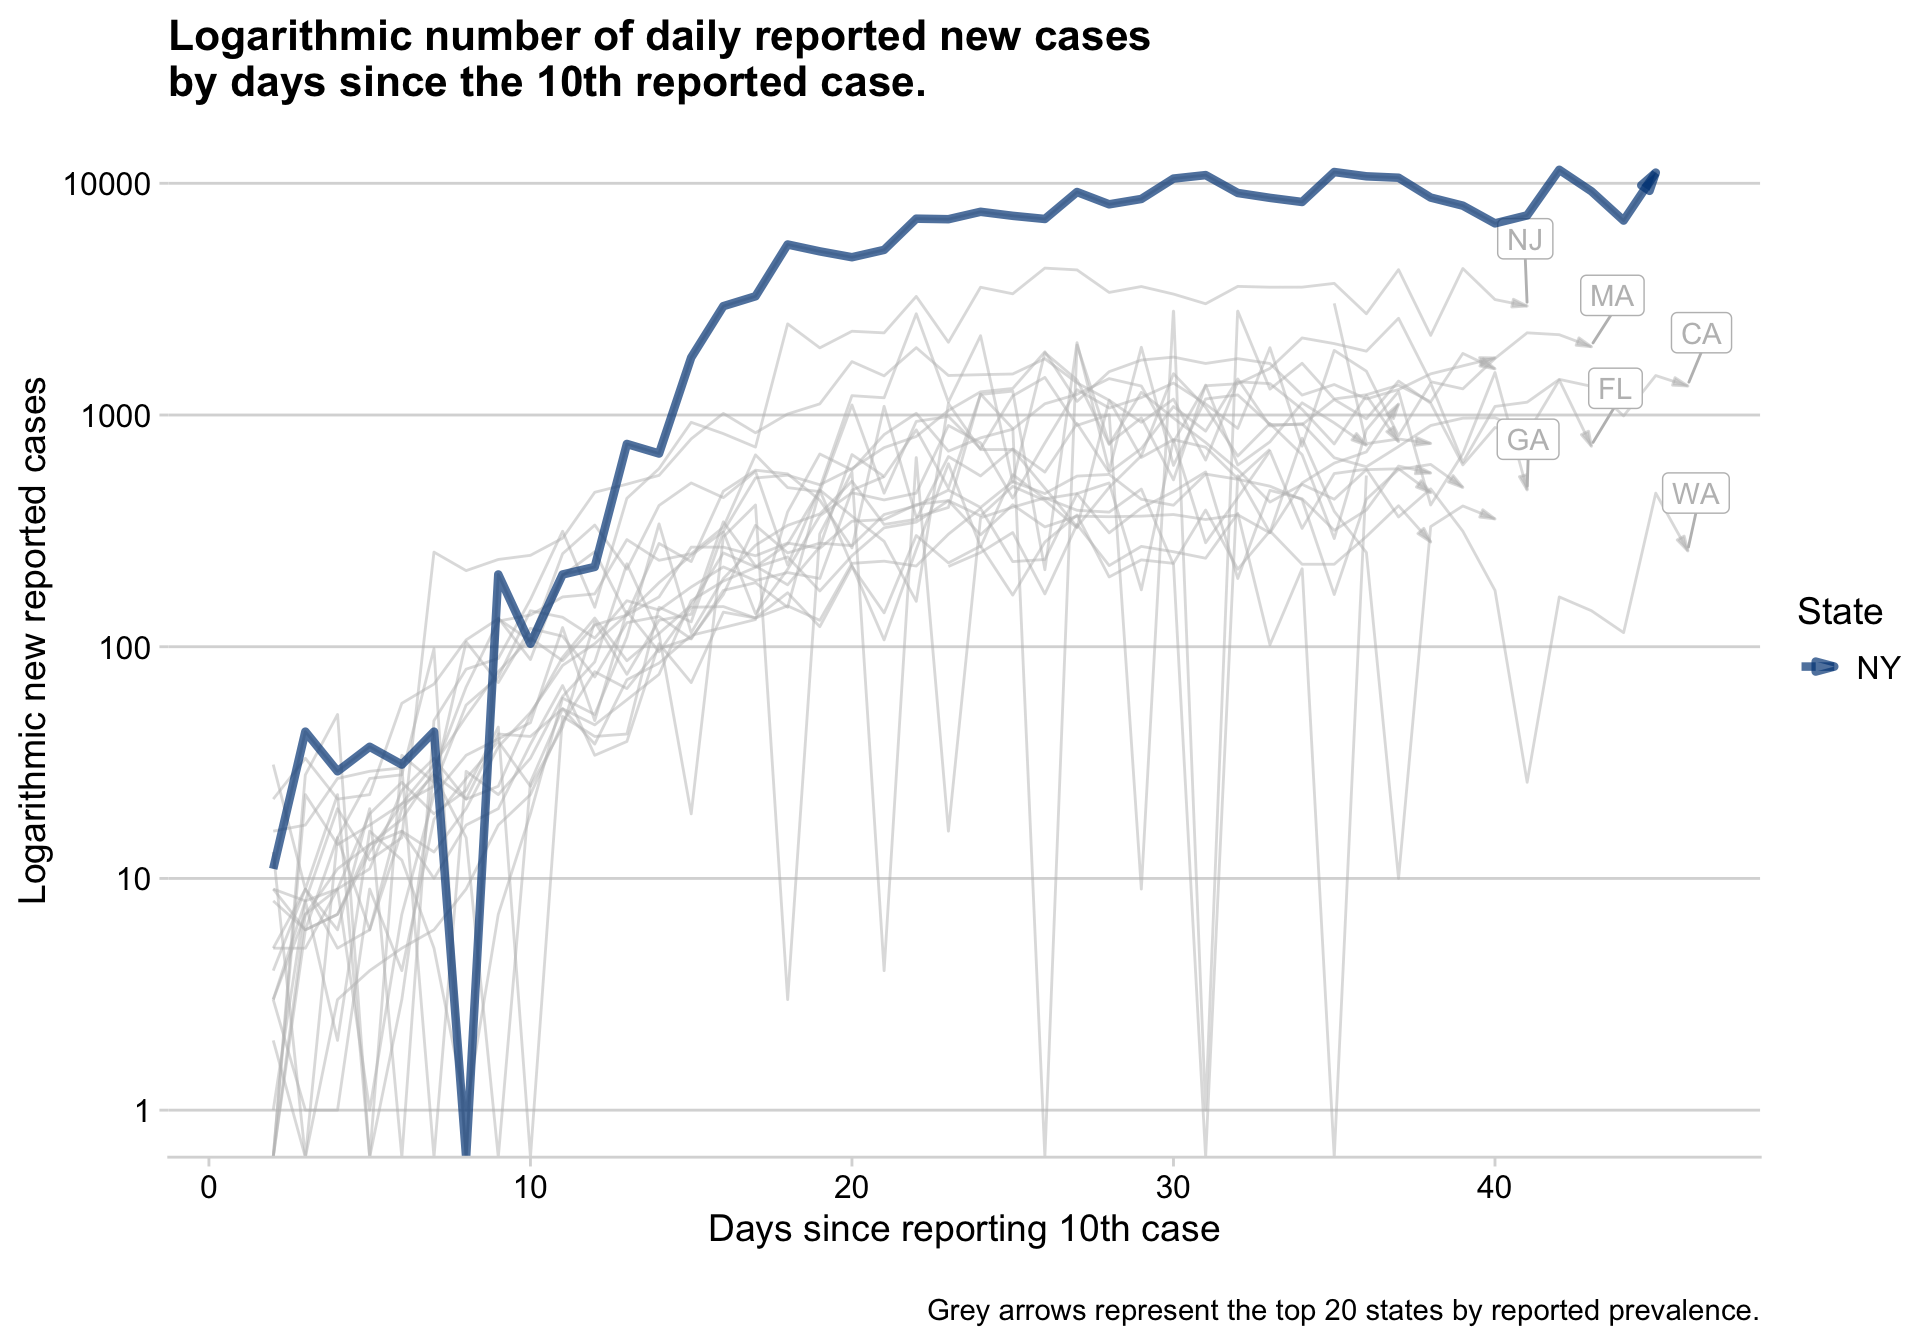 Logarithmic number of daily reported new cases
by days since the 10th reported case.
Logarithmic new reported cases
10000
1000
100
10
1
NJ
MA
CA
FL
GA
WA
State
NY
0
10
20
30
40
Days since reporting 10th case
Grey arrows represent the top 20 states by reported prevalence.